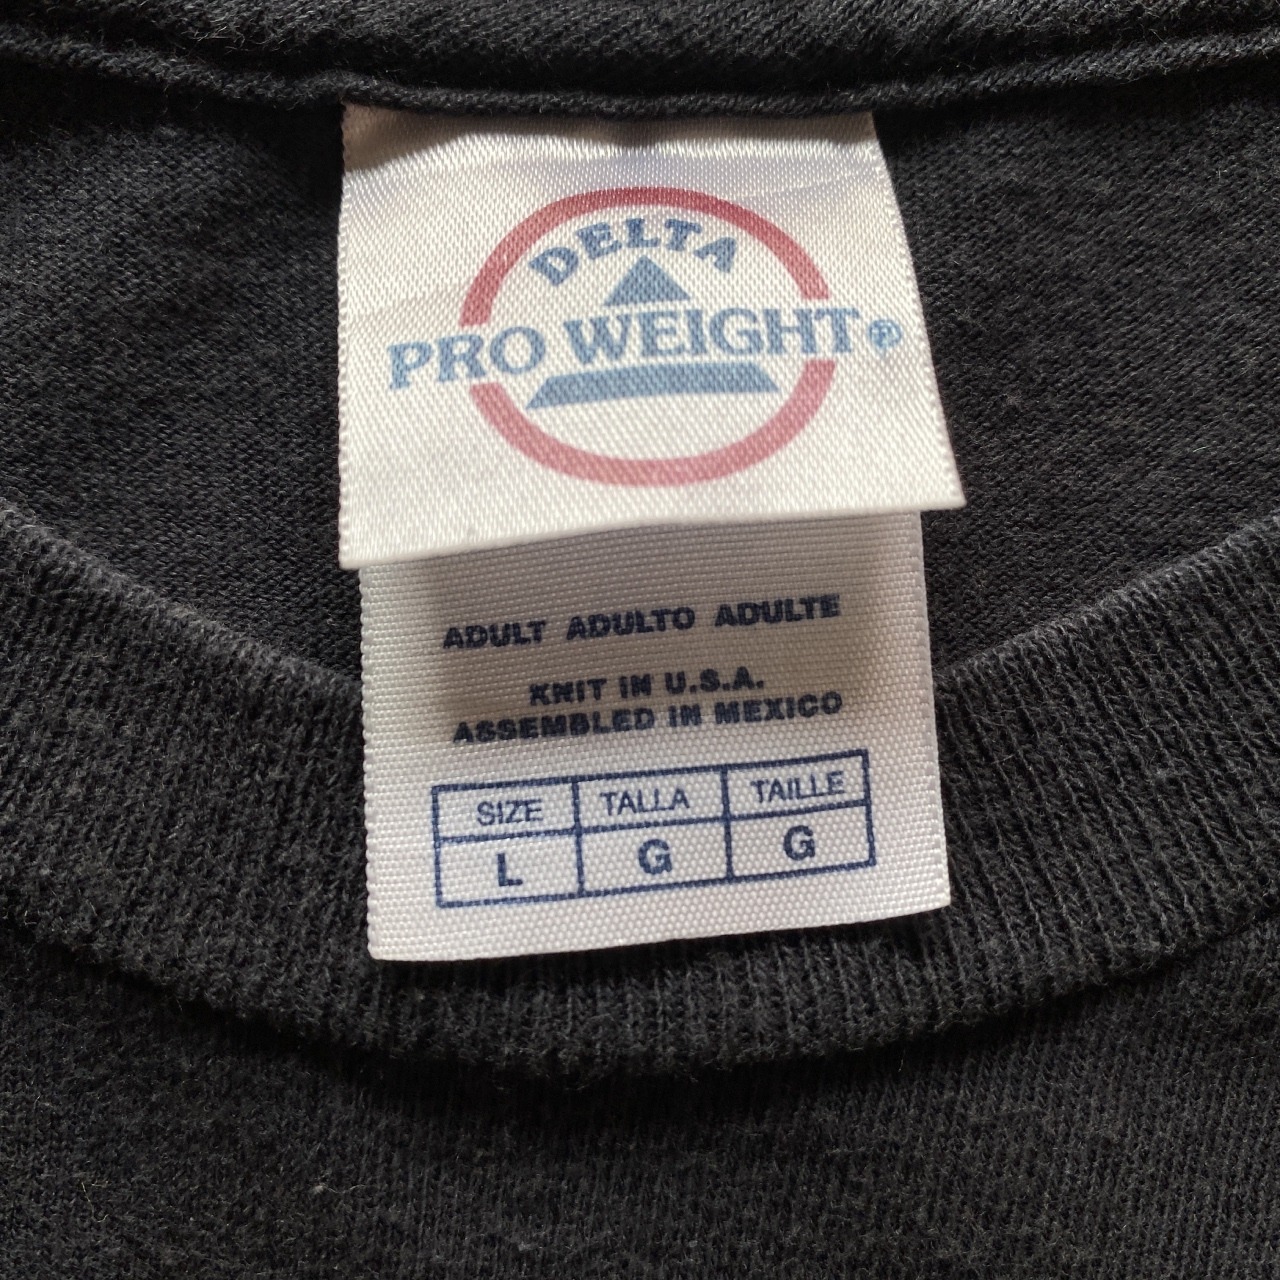 DELTA
PRO WEIGHT®
ADULT ADULTO ADULTE
KNIT IN U.S.A.
ASSEMBLED IN MEXICO
SIZE TALLA TAILLE
L G G